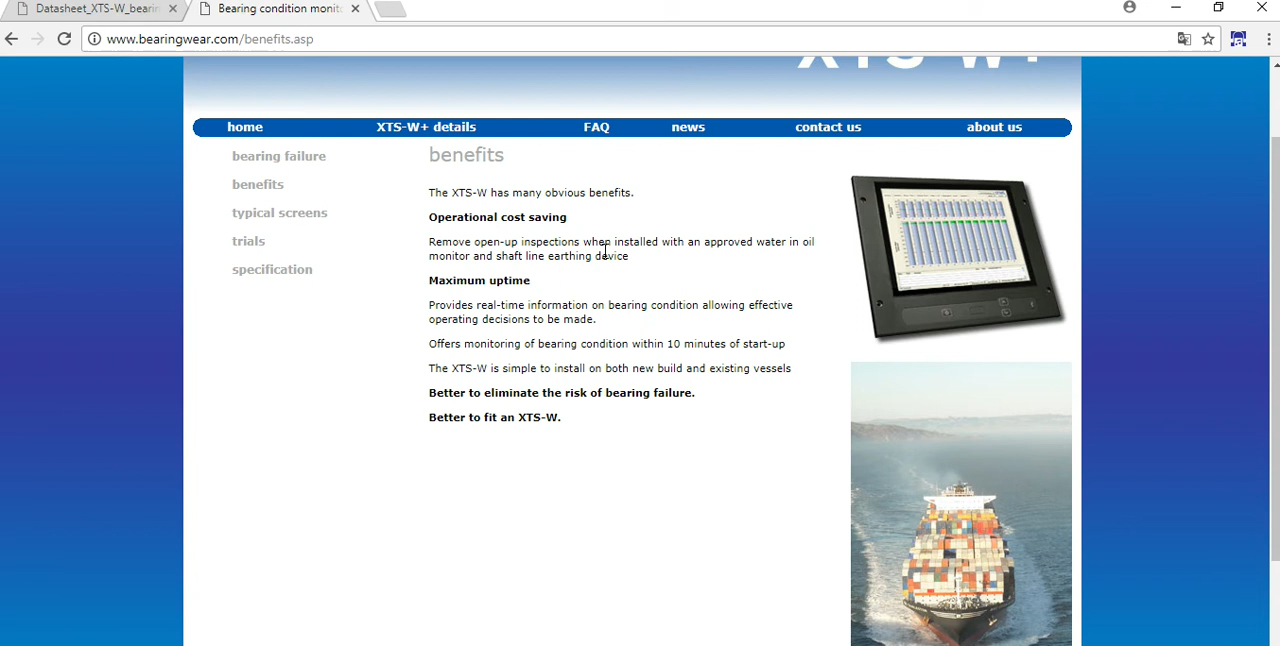 Datasheet_XTS-W_bearin
Bearing condition monito
www.bearingwear.com/benefits.asp
XTS-W+
home XTS-W+ details FAQ news contact us about us
bearing failure
benefits
typical screens
trials
specification
benefits
The XTS-W has many obvious benefits.
Operational cost saving
Remove open-up inspections when installed with an approved water in oil
monitor and shaft line earthing device
Maximum uptime
Provides real-time information on bearing condition allowing effective
operating decisions to be made.
Offers monitoring of bearing condition within 10 minutes of start-up
The XTS-W is simple to install on both new build and existing vessels
Better to eliminate the risk of bearing failure.
Better to fit an XTS-W.